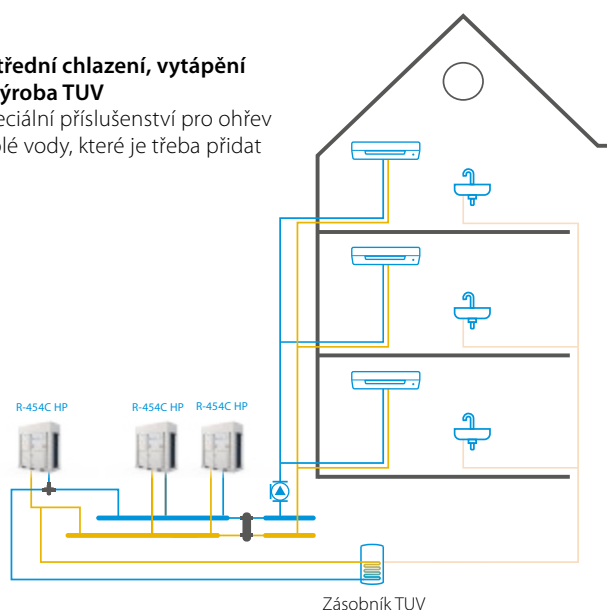 třední chlazení, vytápění
ýroba TUV
eciální příslušenství pro ohřev
plé vody, které je třeba přidat
R-454C HP
R-454C HP
R-454C HP
Zásobník TUV